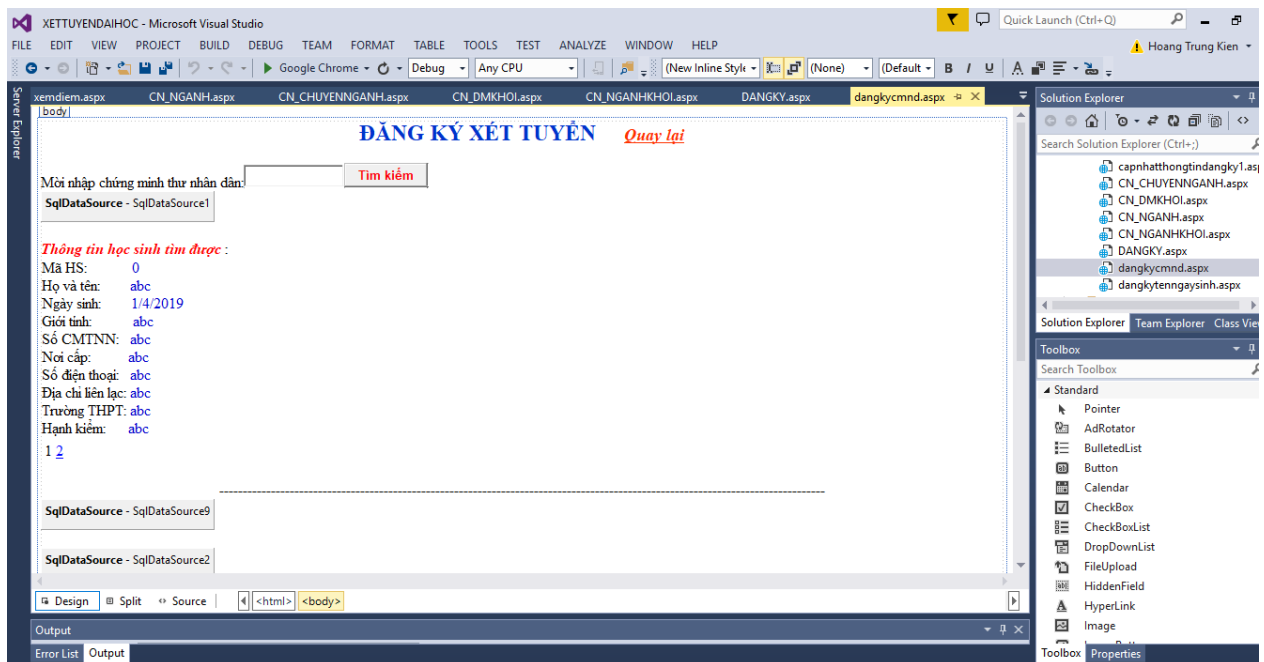 XETTUYENDAIHOC - Microsoft Visual Studio
Quick Launch (Ctrl+Q)
FILE EDIT VIEW PROJECT BUILD DEBUG TEAM FORMAT TABLE TOOLS TEST ANALYZE WINDOW HELP
Hoang Trung Kien
Google Chrome Debug Any CPU (New Inline Style (None) (Default B I U A
Server Explorer
xemdiem.aspx CN_NGANH.aspx CN_CHUYENNGANH.aspx CN_DMKHOI.aspx CN_NGANHKHOI.aspx DANGKY.aspx dangkycmnd.aspx
body
ĐĂNG KÝ XÉT TUYỂN Quay lại
Mời nhập chứng minh thư nhân dân: Tìm kiếm
SqlDataSource - SqlDataSource1
Thông tin học sinh tìm được :
Mã HS: 0
Họ và tên: abc
Ngày sinh: 1/4/2019
Giới tính: abc
Số CMTNN: abc
Nơi cấp: abc
Số điện thoại: abc
Địa chỉ liên lạc: abc
Trường THPT: abc
Hạnh kiểm: abc
1 2
SqlDataSource - SqlDataSource9
SqlDataSource - SqlDataSource2
Design Split Source <html> <body>
Output
Error List Output
Solution Explorer
Search Solution Explorer (Ctrl+;)
capnhatthongtindangky1.as
CN_CHUYENNGANH.aspx
CN_DMKHOI.aspx
CN_NGANH.aspx
CN_NGANHKHOI.aspx
DANGKY.aspx
dangkycmnd.aspx
dangkytenngaysinh.aspx
Solution Explorer Team Explorer Class Vie
Toolbox
Search Toolbox
Standard
Pointer
AdRotator
BulletedList
Button
Calendar
CheckBox
CheckBoxList
DropDownList
FileUpload
HiddenField
HyperLink
Image
Toolbox Properties